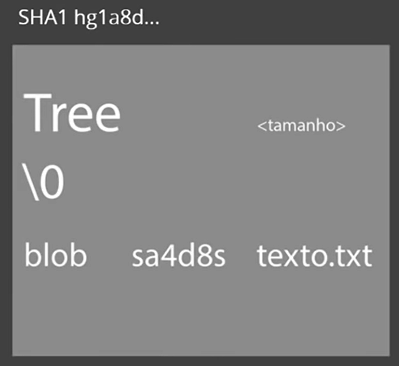 SHA1 hg1a8d...
Tree <tamanho>
\0
blob sa4d8s texto.txt